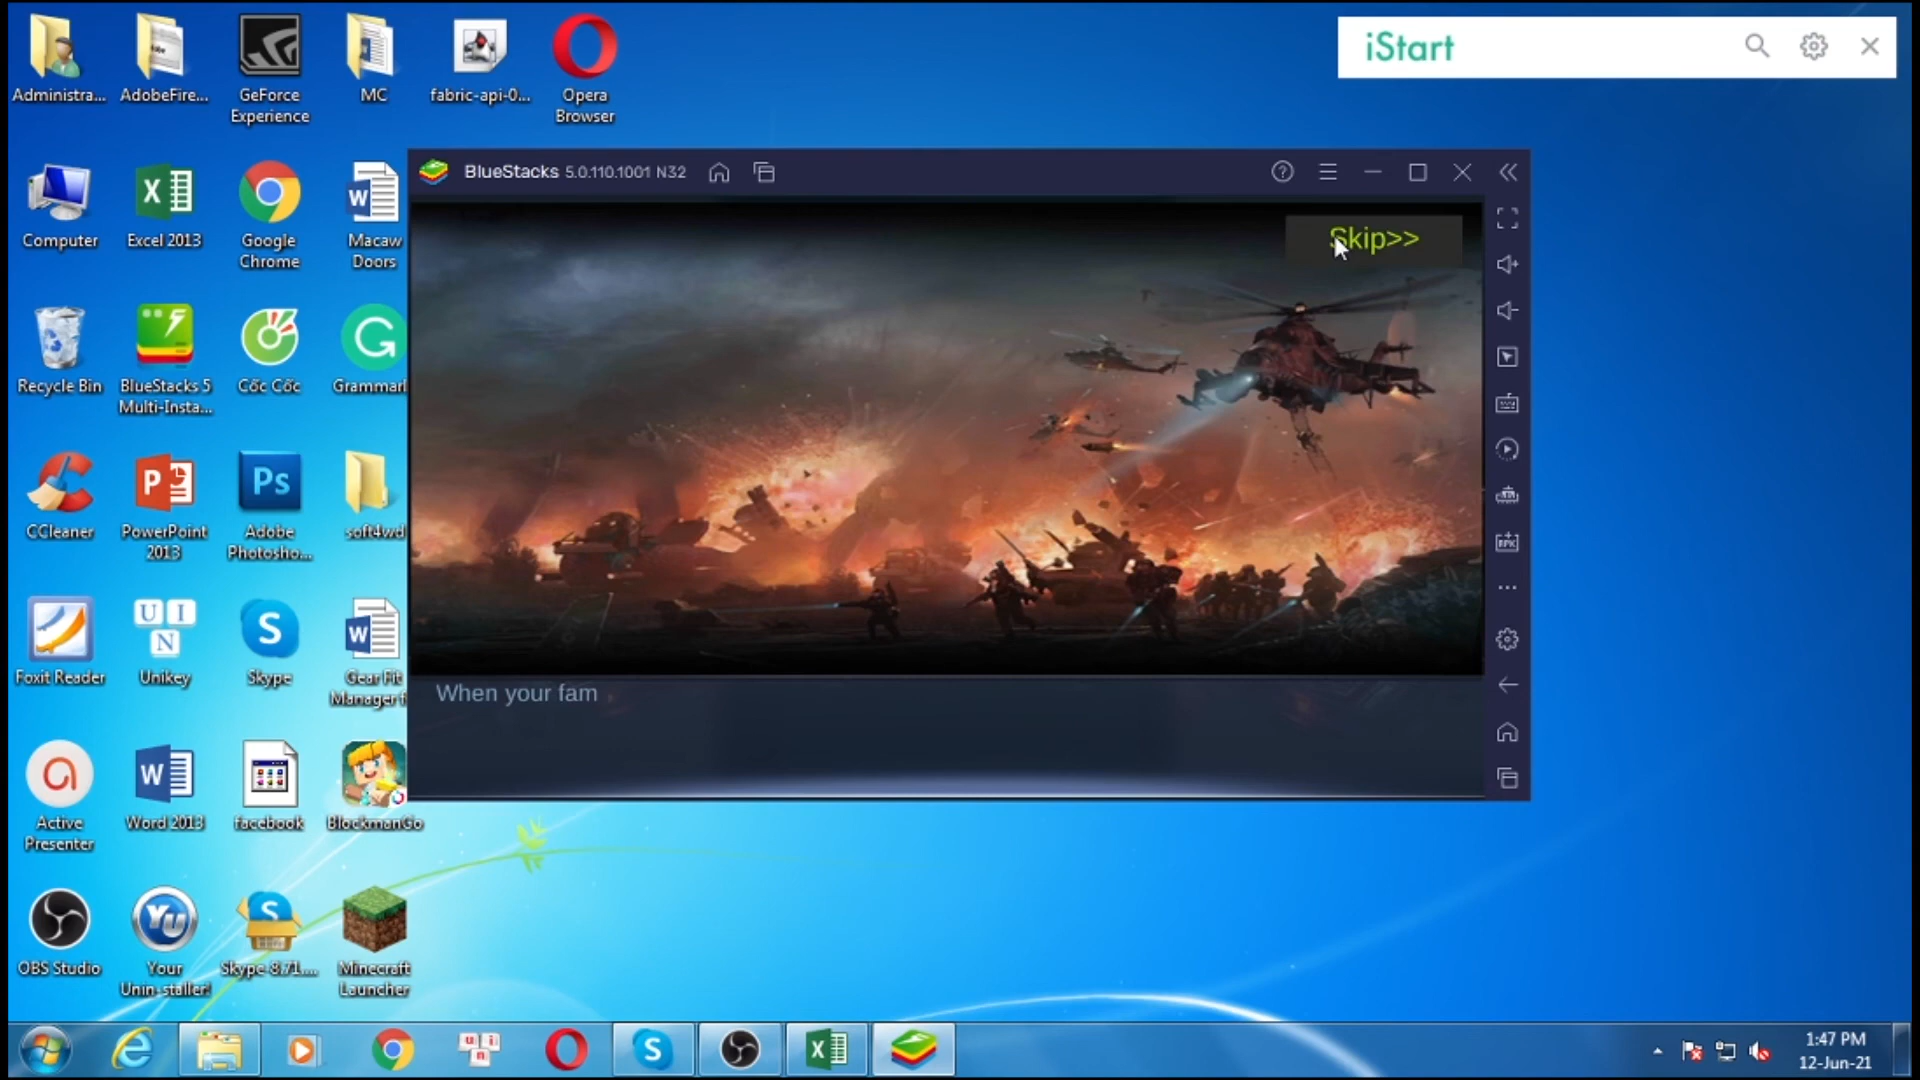 Administra...
AdobeFire...
GeForce
Experience
MC
fabric-api-0...
Opera
Browser
iStart
BlueStacks 5.0.110.1001 N32
Skip>>
Computer
Excel 2013
Google
Chrome
Macaw
Doors
Recycle Bin
BlueStacks 5
Multi-Insta...
Cốc Cốc
Grammarl
CCleaner
PowerPoint
2013
Ps
Adobe
Photosho...
soft4wd
Foxit Reader
U I
N
Unikey
Skype
Gear Fit
Manager f
When your fam
Active
Presenter
Word 2013
facebook
BlockmanGo
OBS Studio
Yu
Your
Unin-staller!
Skype-8.71....
Minecraft
Launcher
u i
n
1:47 PM
12-Jun-21